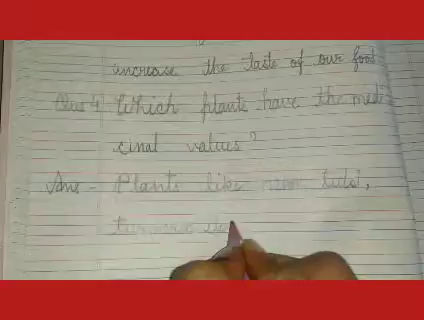 increase the taste of our food
Ques 4 Which plants have the medi
cinal values?
Ans - Plants like neem, tulsi,